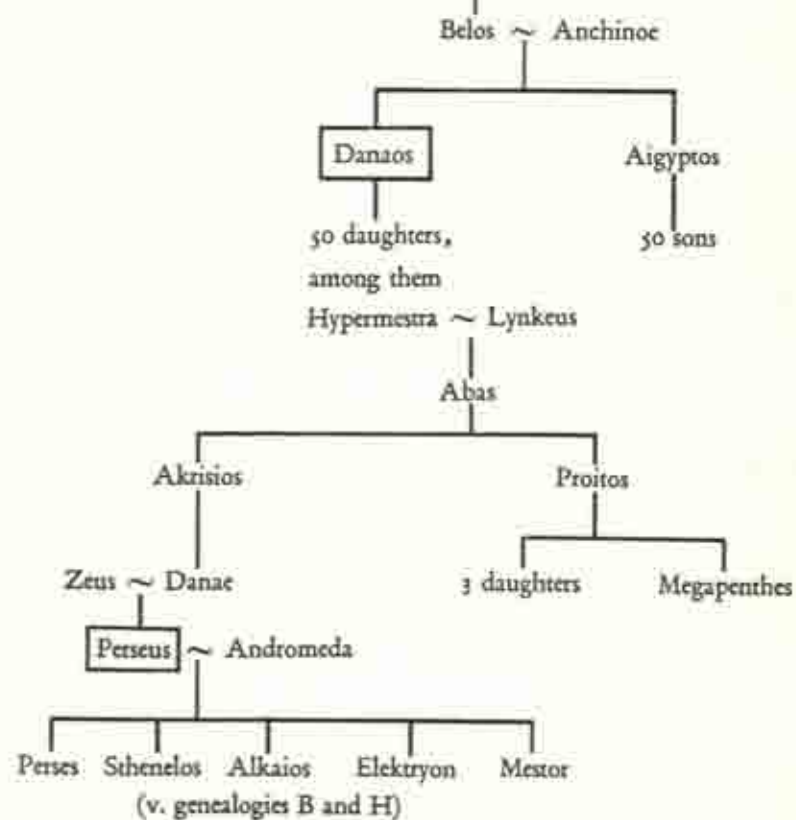 Belos ~ Anchinoe
Danaos Aigyptos
50 daughters, 50 sons
among them
Hypermestra ~ Lynkeus
Abas
Akrisios Proitos
Zeus ~ Danae 3 daughters Megapenthes
Perseus ~ Andromeda
Perses Sthenelos Alkaios Elektryon Mestor
(v. genealogies B and H)